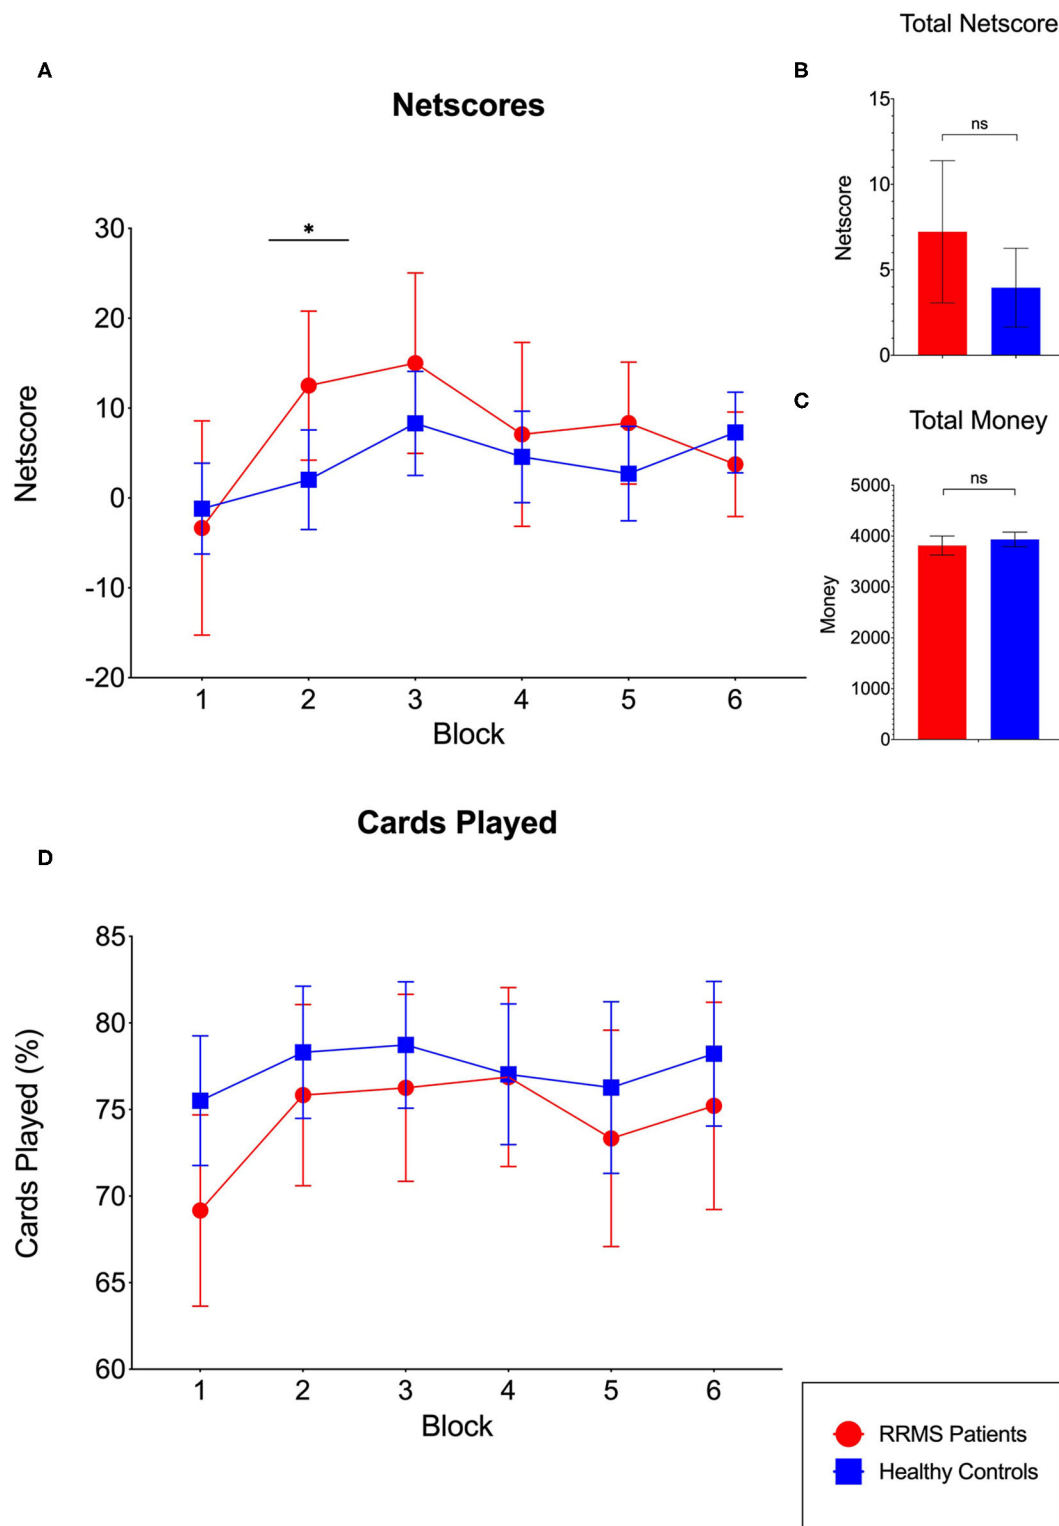 Total Netscore
A
B
Netscores
15
ns
10
Netscore
5
0
30
*
20
10
0
-10
-20
Netscore
1 2 3 4 5 6
Block
C
Total Money
5000
ns
4000
3000
2000
1000
0
Money
Cards Played
D
85
80
75
70
65
60
Cards Played (%)
1 2 3 4 5 6
Block
RRMS Patients
Healthy Controls